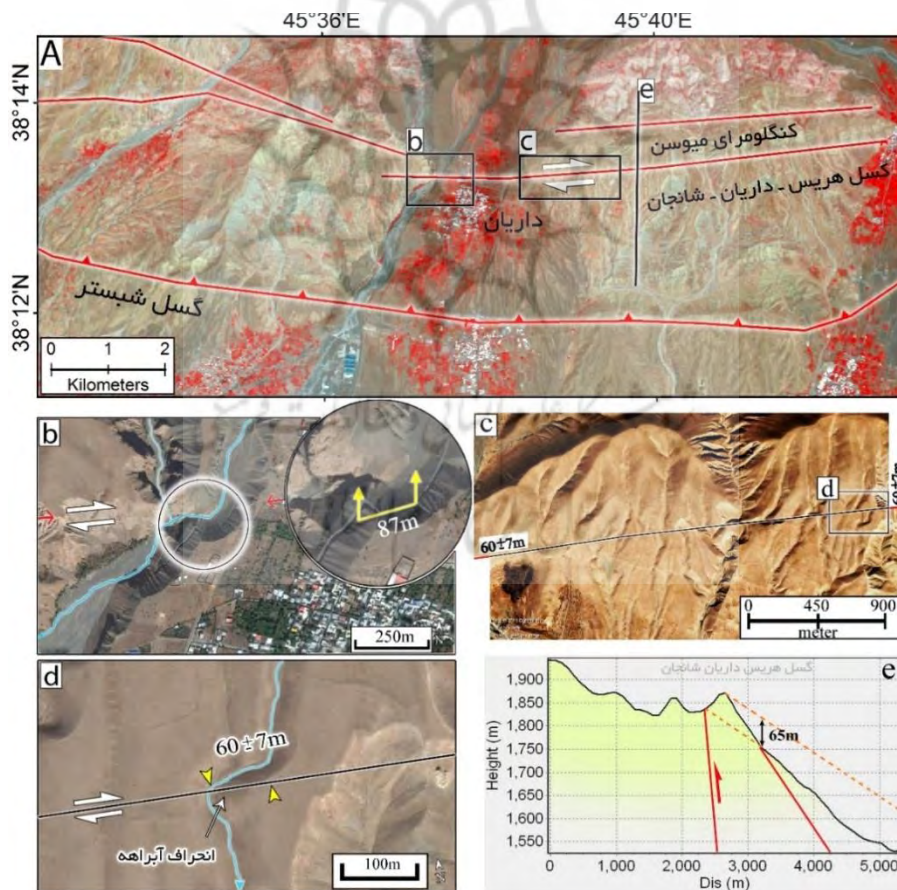 45°36'E
45°40'E
A
38°14'N
38°12'N
e
b
c
کنگلومرای میوسن
گسل هریس - داریان - شانجان
داریان
گسل شبستر
0 1 2
Kilometers
b
87m
250m
c
d
60±7m
60±7m
0 450 900
meter
d
60±7m
انحراف آبراهه
100m
e
گسل هریس داریان شانجان
Height (m)
1,900
1,850
1,800
1,750
1,700
1,650
1,600
1,550
65m
0 1,000 2,000 3,000 4,000 5,000
Dis (m)